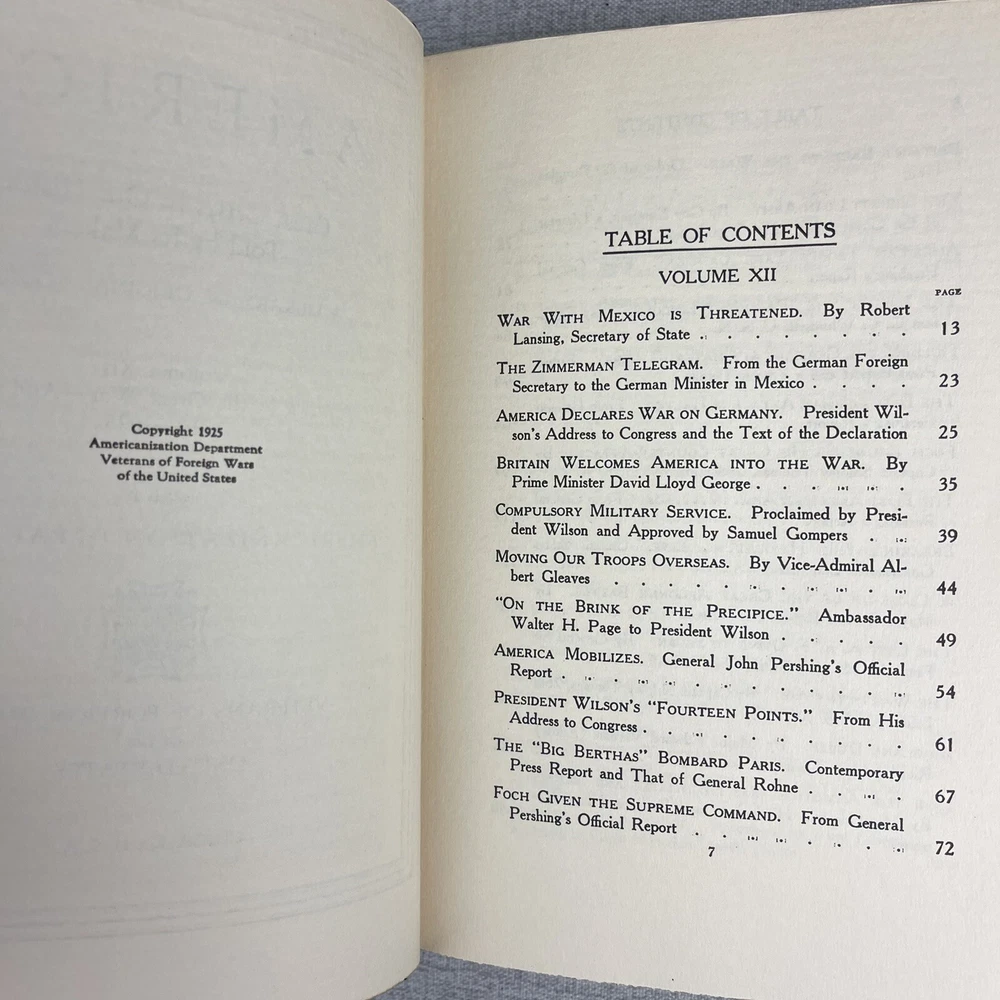 Copyright 1925
Americanization Department
Veterans of Foreign Wars
of the United States
TABLE OF CONTENTS
VOLUME XII
PAGE
War With Mexico is Threatened. By Robert
Lansing, Secretary of State . . . . . . . . 13
The Zimmerman Telegram. From the German Foreign
Secretary to the German Minister in Mexico . . . . 23
America Declares War on Germany. President Wil-
son's Address to Congress and the Text of the Declaration 25
Britain Welcomes America into the War. By
Prime Minister David Lloyd George . . . . . . 35
Compulsory Military Service. Proclaimed by Presi-
dent Wilson and Approved by Samuel Gompers . . 39
Moving Our Troops Overseas. By Vice-Admiral Al-
bert Gleaves . . . . . . . . . . . 44
"On the Brink of the Precipice." Ambassador
Walter H. Page to President Wilson . . . . . 49
America Mobilizes. General John Pershing's Official
Report . . . . . . . . . . . . . 54
President Wilson's "Fourteen Points." From His
Address to Congress . . . . . . . . . . 61
The "Big Berthas" Bombard Paris. Contemporary
Press Report and That of General Rohne . . . . 67
Foch Given the Supreme Command. From General
Pershing's Official Report . . . . . . . . 72
7